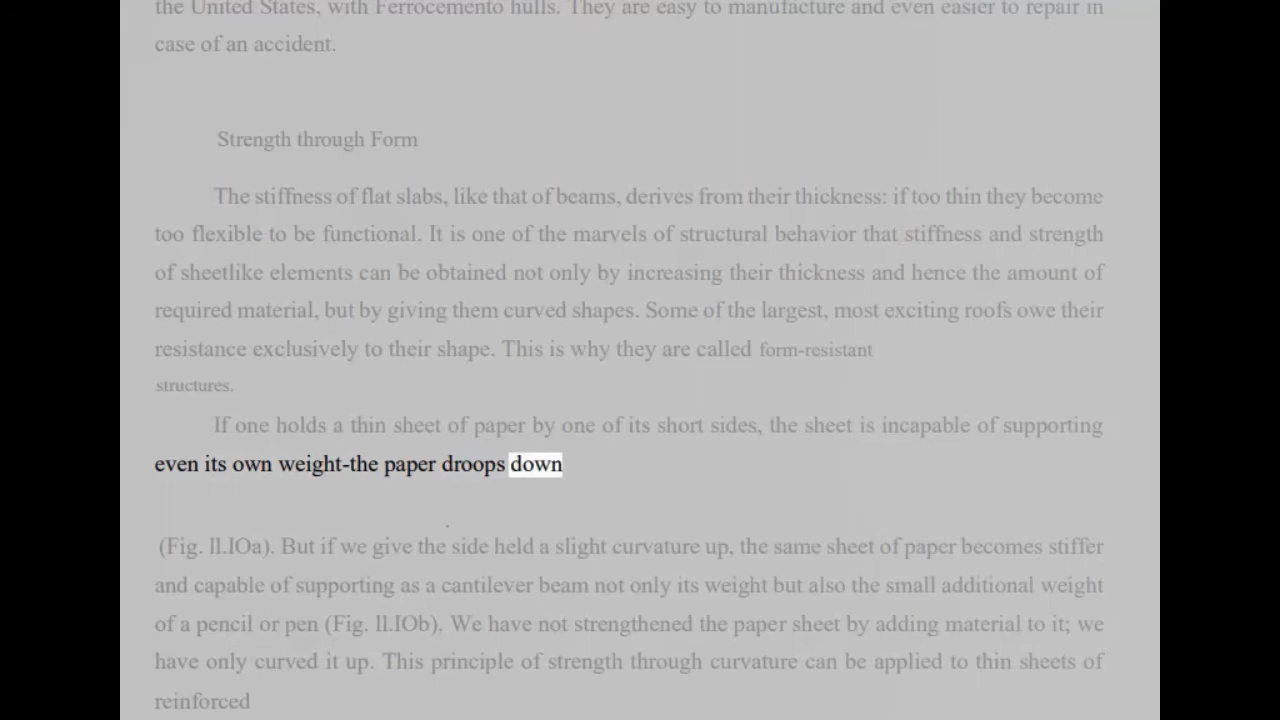 the United States, with Ferrocemento hulls. They are easy to manufacture and even easier to repair in
case of an accident.
Strength through Form
The stiffness of flat slabs, like that of beams, derives from their thickness: if too thin they become
too flexible to be functional. It is one of the marvels of structural behavior that stiffness and strength
of sheetlike elements can be obtained not only by increasing their thickness and hence the amount of
required material, but by giving them curved shapes. Some of the largest, most exciting roofs owe their
resistance exclusively to their shape. This is why they are called form-resistant
structures.
If one holds a thin sheet of paper by one of its short sides, the sheet is incapable of supporting
even its own weight-the paper droops down
(Fig. ll.IOa). But if we give the side held a slight curvature up, the same sheet of paper becomes stiffer
and capable of supporting as a cantilever beam not only its weight but also the small additional weight
of a pencil or pen (Fig. ll.IOb). We have not strengthened the paper sheet by adding material to it; we
have only curved it up. This principle of strength through curvature can be applied to thin sheets of
reinforced